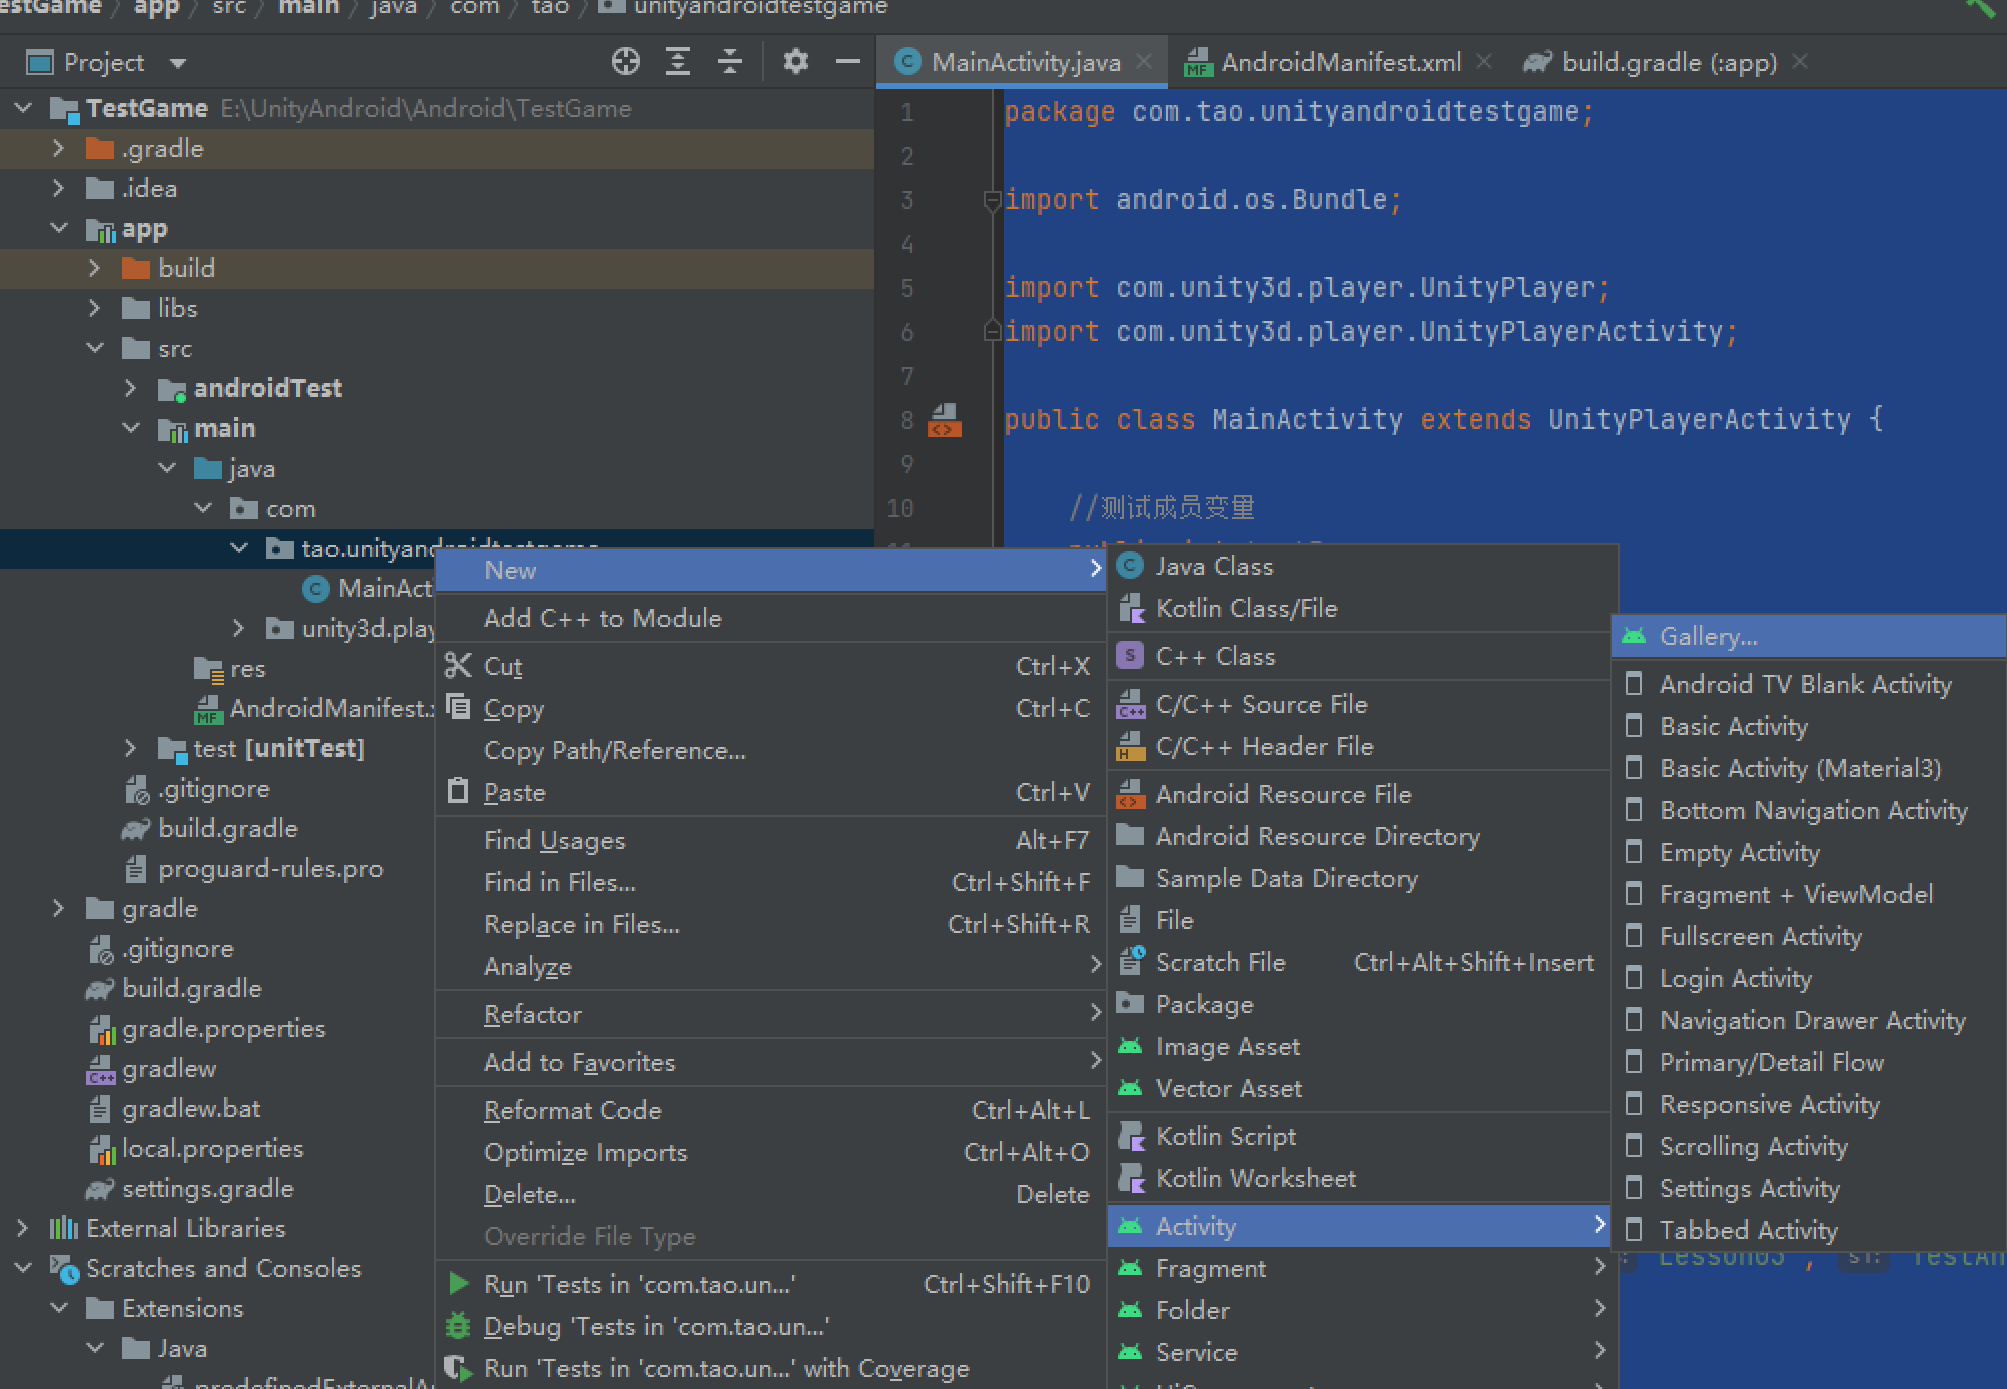 TestGame app src main java com tao unityandroidtestgame
Project
MainActivity.java AndroidManifest.xml build.gradle (:app)
TestGame E:\UnityAndroid\Android\TestGame
.gradle
.idea
app
build
libs
src
androidTest
main
java
com
tao.unityandroidtestgame
MainAct
unity3d.play
res
AndroidManifest.x
test [unitTest]
.gitignore
build.gradle
proguard-rules.pro
gradle
.gitignore
build.gradle
gradle.properties
gradlew
gradlew.bat
local.properties
settings.gradle
External Libraries
Scratches and Consoles
Extensions
Java
1 package com.tao.unityandroidtestgame;
2
3 import android.os.Bundle;
4
5 import com.unity3d.player.UnityPlayer;
6 import com.unity3d.player.UnityPlayerActivity;
7
8 public class MainActivity extends UnityPlayerActivity {
9
10 //测试成员变量
New
Add C++ to Module
Cut Ctrl+X
Copy Ctrl+C
Copy Path/Reference...
Paste Ctrl+V
Find Usages Alt+F7
Find in Files... Ctrl+Shift+F
Replace in Files... Ctrl+Shift+R
Analyze
Refactor
Add to Favorites
Reformat Code Ctrl+Alt+L
Optimize Imports Ctrl+Alt+O
Delete... Delete
Override File Type
Run 'Tests in 'com.tao.un...' Ctrl+Shift+F10
Debug 'Tests in 'com.tao.un...'
Run 'Tests in 'com.tao.un...' with Coverage
Java Class
Kotlin Class/File
C++ Class
C/C++ Source File
C/C++ Header File
Android Resource File
Android Resource Directory
Sample Data Directory
File
Scratch File Ctrl+Alt+Shift+Insert
Package
Image Asset
Vector Asset
Kotlin Script
Kotlin Worksheet
Activity
Fragment
Folder
Service
Gallery...
Android TV Blank Activity
Basic Activity
Basic Activity (Material3)
Bottom Navigation Activity
Empty Activity
Fragment + ViewModel
Fullscreen Activity
Login Activity
Navigation Drawer Activity
Primary/Detail Flow
Responsive Activity
Scrolling Activity
Settings Activity
Tabbed Activity